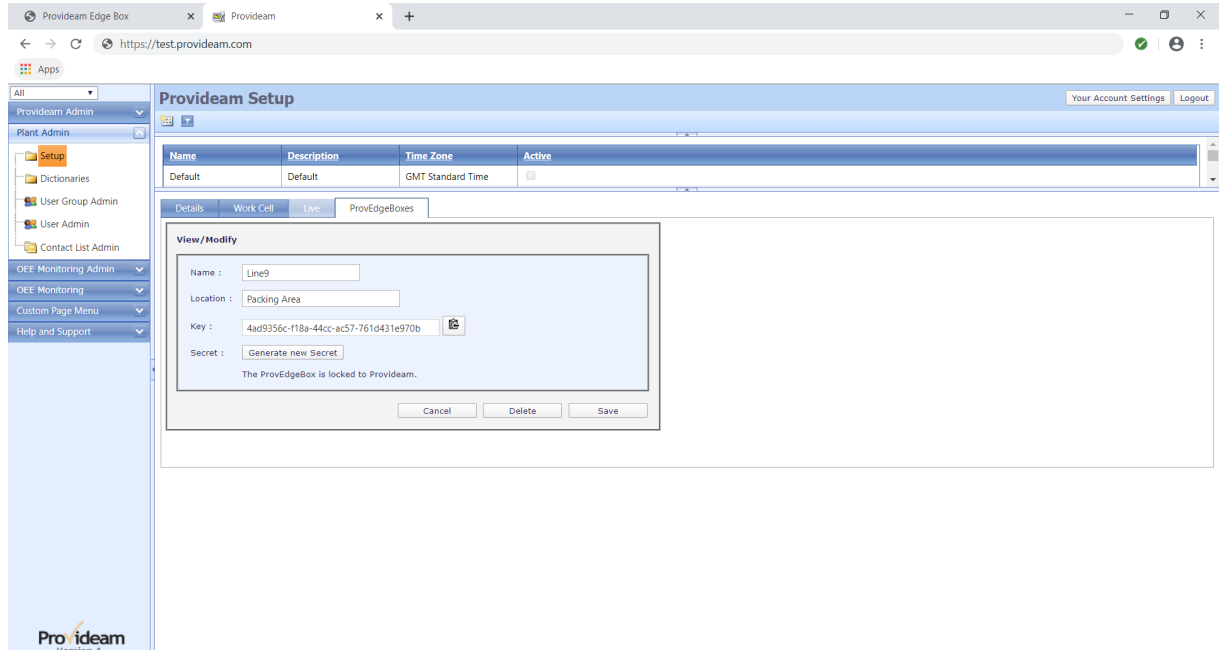 Provideam Edge Box
Provideam
https://test.provideam.com
Apps
All
Provideam Admin
Plant Admin
Setup
Dictionaries
User Group Admin
User Admin
Contact List Admin
OEE Monitoring Admin
OEE Monitoring
Custom Page Menu
Help and Support
Provideam Setup
Your Account Settings Logout
Name Description Time Zone Active
Default Default GMT Standard Time
Details Work Cell Live ProvEdgeBoxes
View/Modify
Name : Line9
Location : Packing Area
Key : 4ad9356c-f18a-44cc-ac57-761d431e970b
Secret : Generate new Secret
The ProvEdgeBox is locked to Provideam.
Cancel Delete Save
Provideam
Version 4